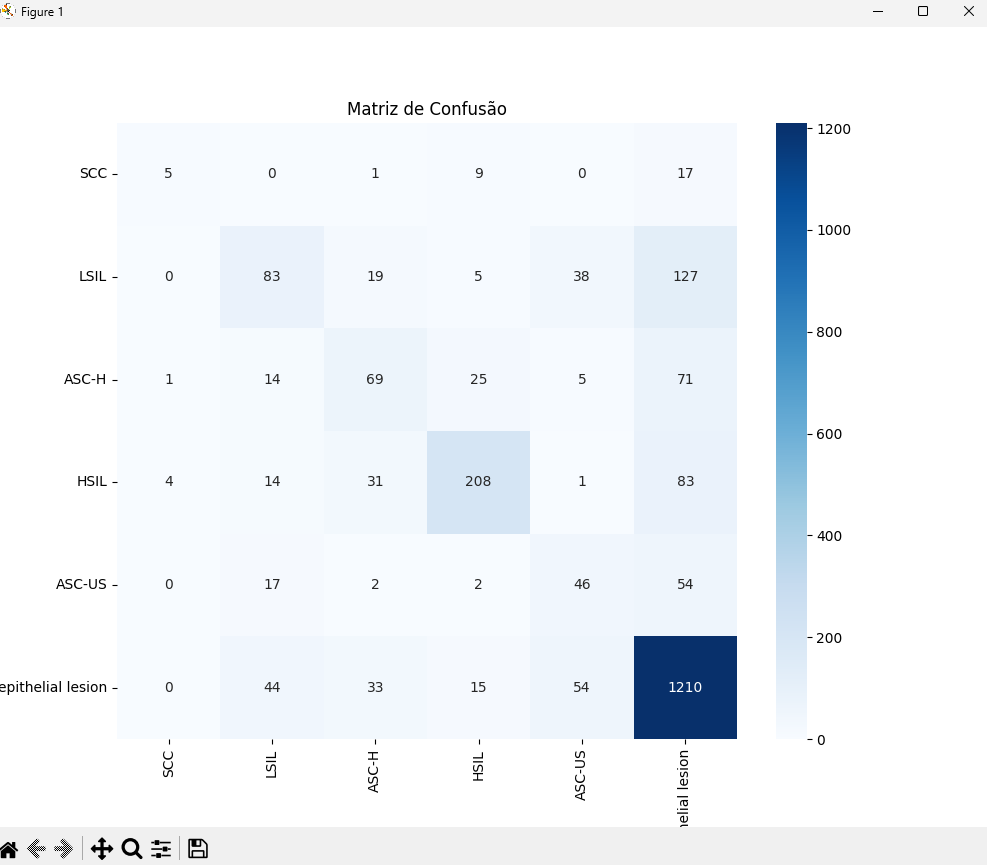 Figure 1
Matriz de Confusão
SCC 5 0 1 9 0 17
LSIL 0 83 19 5 38 127
ASC-H 1 14 69 25 5 71
HSIL 4 14 31 208 1 83
ASC-US 0 17 2 2 46 54
epithelial lesion 0 44 33 15 54 1210
SCC LSIL ASC-H HSIL ASC-US helial lesion
1200
1000
800
600
400
200
0